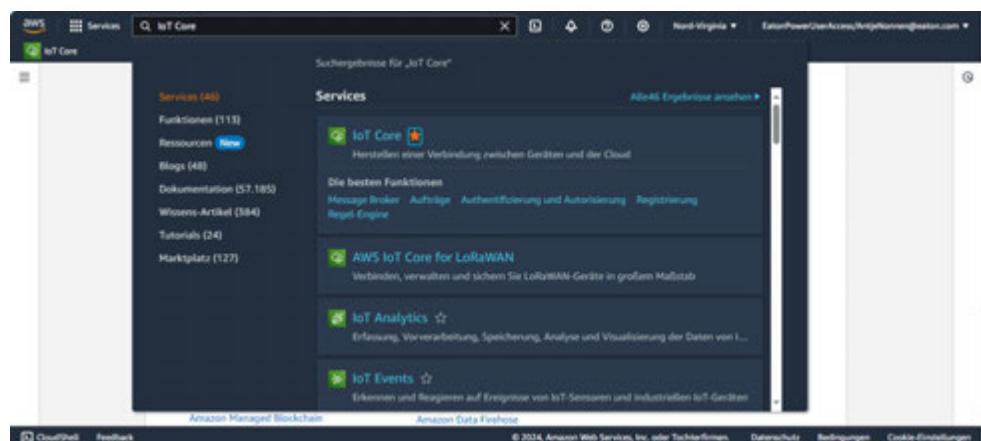 aws Services IoT Core Nord-Virginia EatonPowerUserAccess/AntjeNonnen@eaton.com
IoT Core
Suchergebnisse für „IoT Core"
Services (46)
Funktionen (113)
Ressourcen New
Blogs (48)
Dokumentation (57.185)
Wissens-Artikel (384)
Tutorials (24)
Marktplatz (127)
Services Alle46 Ergebnisse ansehen
IoT Core
Herstellen einer Verbindung zwischen Geräten und der Cloud
Die besten Funktionen
Message Broker Aufträge Authentifizierung und Autorisierung Registrierung
Regel-Engine
AWS IoT Core for LoRaWAN
Verbinden, verwalten und sichern Sie LoRaWAN-Geräte in großem Maßstab
IoT Analytics
Erfassung, Vorverarbeitung, Speicherung, Analyse und Visualisierung der Daten von I...
IoT Events
Erkennen und Reagieren auf Ereignisse von IoT-Sensoren und industriellen IoT-Geräten
Amazon Managed Blockchain Amazon Data Firehose
CloudShell Feedback © 2024, Amazon Web Services, Inc. oder Tochterfirmen. Datenschutz Bedingungen Cookie-Einstellungen